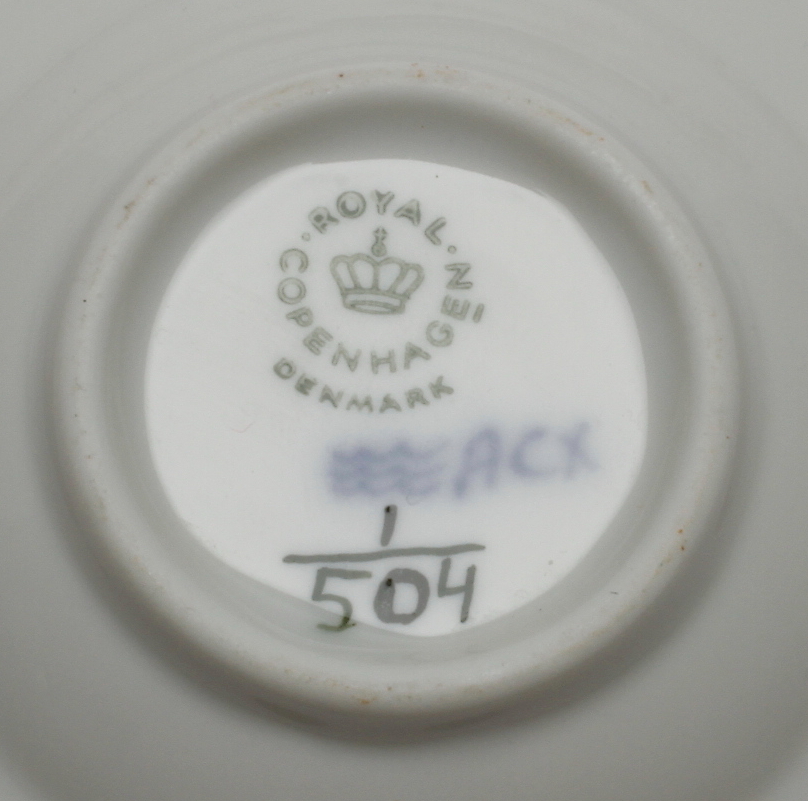 · ROYAL ·
COPENHAGEN
DENMARK
ACX
1
504